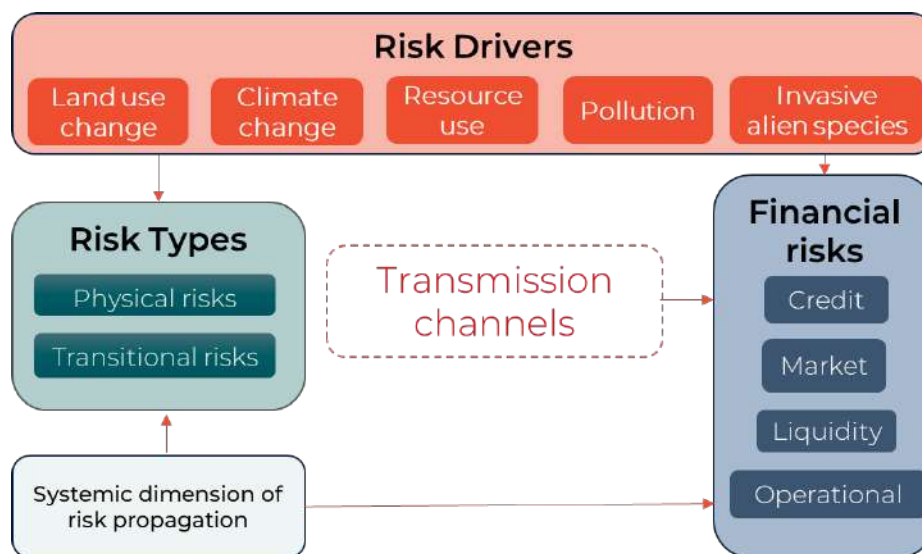 Risk Drivers
Land use
change
Climate
change
Resource
use
Pollution
Invasive
alien species
Risk Types
Physical risks
Transitional risks
Transmission
channels
Financial
risks
Credit
Market
Liquidity
Operational
Systemic dimension of
risk propagation